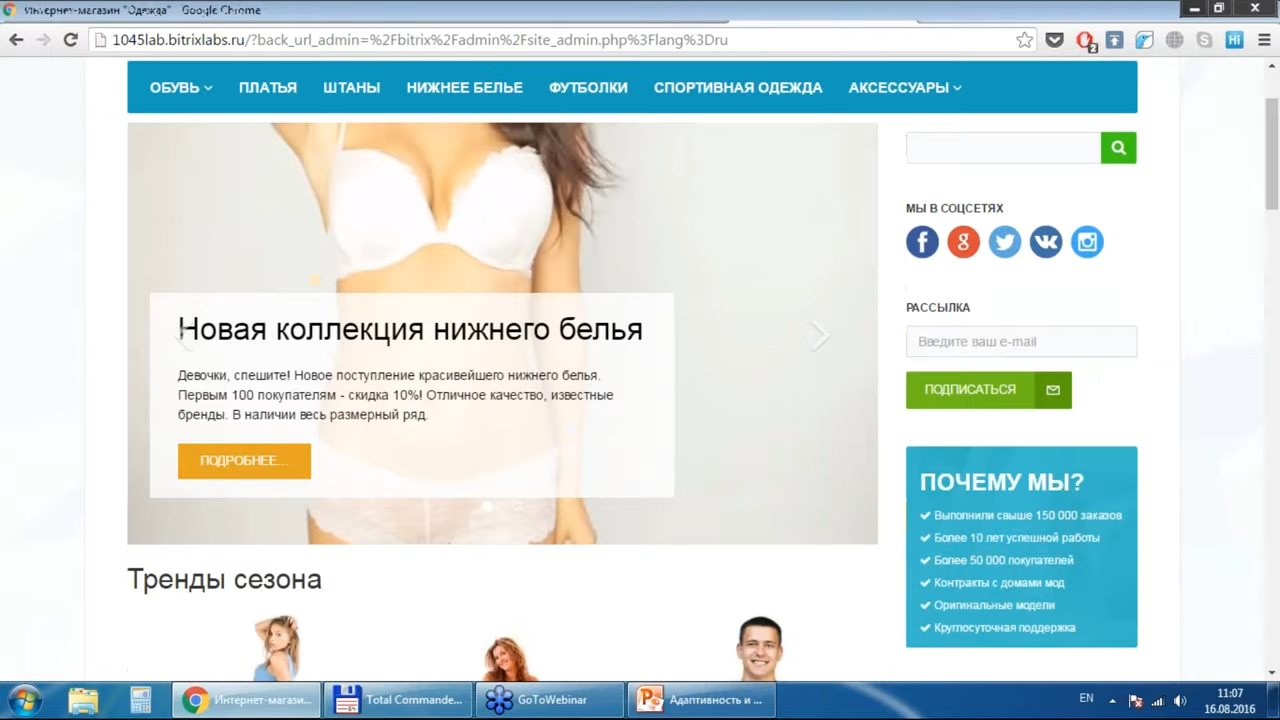 Интернет-магазин "Одежда" - Google Chrome
1045lab.bitrixlabs.ru/?back_url_admin=%2Fbitrix%2Fadmin%2Fsite_admin.php%3Flang%3Dru
2
Hi
ОБУВЬ ПЛАТЬЯ ШТАНЫ НИЖНЕЕ БЕЛЬЕ ФУТБОЛКИ СПОРТИВНАЯ ОДЕЖДА АКСЕССУАРЫ
Новая коллекция нижнего белья
Девочки, спешите! Новое поступление красивейшего нижнего белья.
Первым 100 покупателям - скидка 10%! Отличное качество, известные
бренды. В наличии весь размерный ряд.
ПОДРОБНЕЕ...
МЫ В СОЦСЕТЯХ
РАССЫЛКА
Введите ваш e-mail
ПОДПИСАТЬСЯ
ПОЧЕМУ МЫ?
Выполнили свыше 150 000 заказов
Более 10 лет успешной работы
Более 50 000 покупателей
Контракты с домами мод
Оригинальные модели
Круглосуточная поддержка
Тренды сезона
Интернет-магази... Total Commande... GoToWebinar Адаптивность и ... EN 11:07
16.08.2016